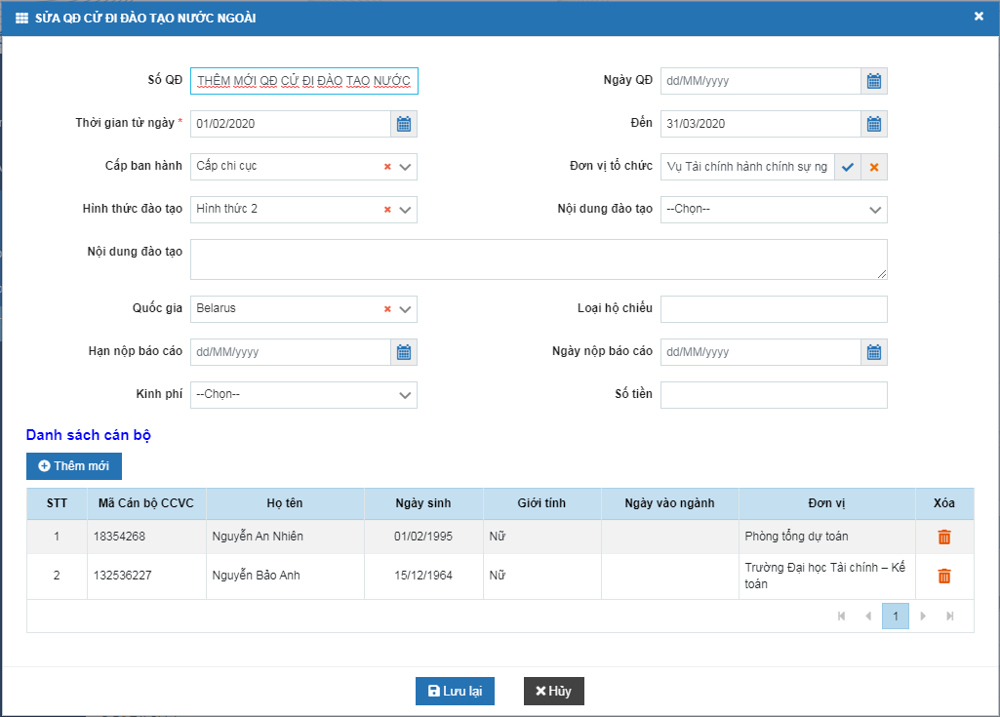 SỬA QĐ CỬ ĐI ĐÀO TẠO NƯỚC NGOÀI
Số QĐ THÊM MỚI QĐ CỬ ĐI ĐÀO TẠO NƯỚC Ngày QĐ dd/MM/yyyy
Thời gian từ ngày * 01/02/2020 Đến 31/03/2020
Cấp ban hành Cấp chi cục Đơn vị tổ chức Vụ Tài chính hành chính sự ng
Hình thức đào tạo Hình thức 2 Nội dung đào tạo --Chọn--
Nội dung đào tạo
Quốc gia Belarus Loại hộ chiếu
Hạn nộp báo cáo dd/MM/yyyy Ngày nộp báo cáo dd/MM/yyyy
Kinh phí --Chọn-- Số tiền
Danh sách cán bộ
Thêm mới
STT Mã Cán bộ CCVC Họ tên Ngày sinh Giới tính Ngày vào ngành Đơn vị Xóa
1 18354268 Nguyễn An Nhiên 01/02/1995 Nữ Phòng tổng dự toán
2 132536227 Nguyễn Bảo Anh 15/12/1964 Nữ Trường Đại học Tài chính – Kế
toán
1
Lưu lại Hủy